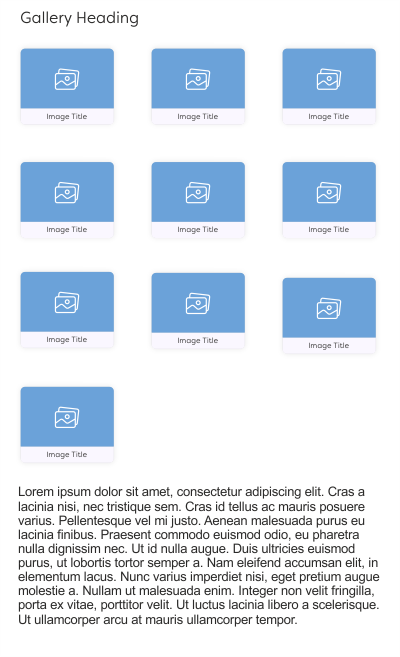 Gallery Heading
Image Title
Image Title
Image Title
Image Title
Image Title
Image Title
Image Title
Image Title
Image Title
Image Title
Lorem ipsum dolor sit amet, consectetur adipiscing elit. Cras a
lacinia nisi, nec tristique sem. Cras id tellus ac mauris posuere
varius. Pellentesque vel mi justo. Aenean malesuada purus eu
lacinia finibus. Praesent commodo euismod odio, eu pharetra
nulla dignissim nec. Ut id nulla augue. Duis ultricies euismod
purus, ut lobortis tortor semper a. Nam eleifend accumsan elit, in
elementum lacus. Nunc varius imperdiet nisi, eget pretium augue
molestie a. Nullam ut malesuada enim. Integer non velit fringilla,
porta ex vitae, porttitor velit. Ut luctus lacinia libero a scelerisque.
Ut ullamcorper arcu at mauris ullamcorper tempor.